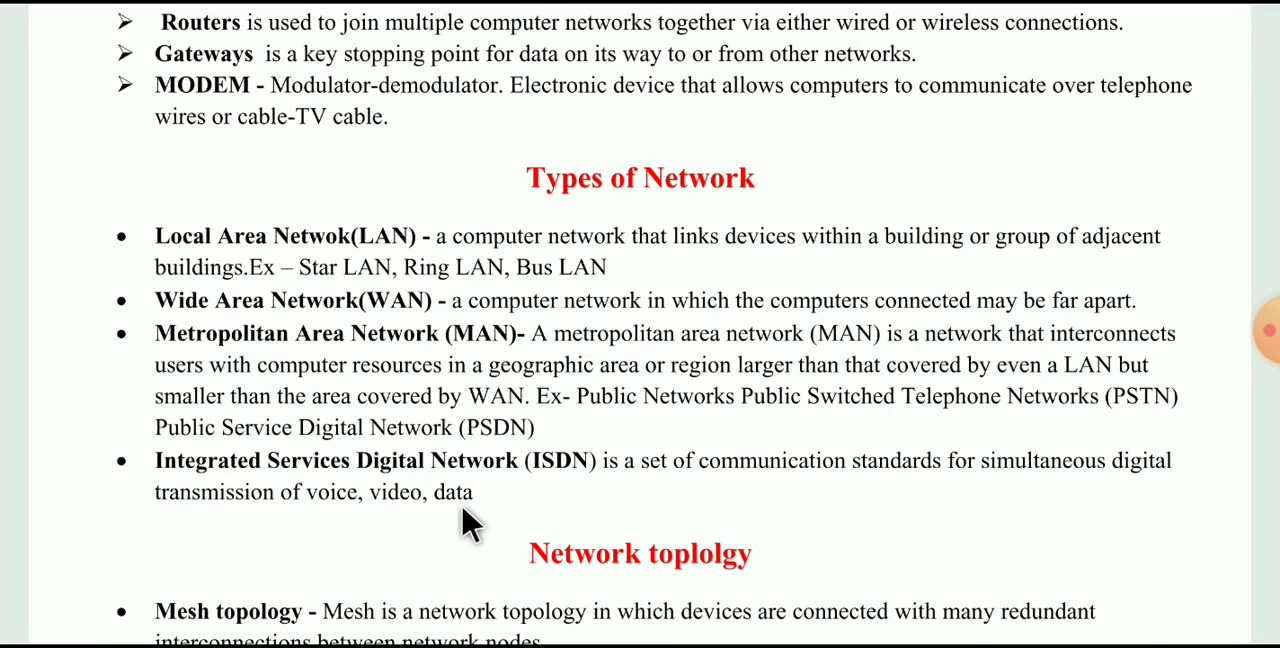 ➢ Routers is used to join multiple computer networks together via either wired or wireless connections.
➢ Gateways is a key stopping point for data on its way to or from other networks.
➢ MODEM - Modulator-demodulator. Electronic device that allows computers to communicate over telephone
wires or cable-TV cable.
Types of Network
• Local Area Netwok(LAN) - a computer network that links devices within a building or group of adjacent
buildings.Ex – Star LAN, Ring LAN, Bus LAN
• Wide Area Network(WAN) - a computer network in which the computers connected may be far apart.
• Metropolitan Area Network (MAN)- A metropolitan area network (MAN) is a network that interconnects
users with computer resources in a geographic area or region larger than that covered by even a LAN but
smaller than the area covered by WAN. Ex- Public Networks Public Switched Telephone Networks (PSTN)
Public Service Digital Network (PSDN)
• Integrated Services Digital Network (ISDN) is a set of communication standards for simultaneous digital
transmission of voice, video, data
Network toplolgy
• Mesh topology - Mesh is a network topology in which devices are connected with many redundant
interconnections between network nodes